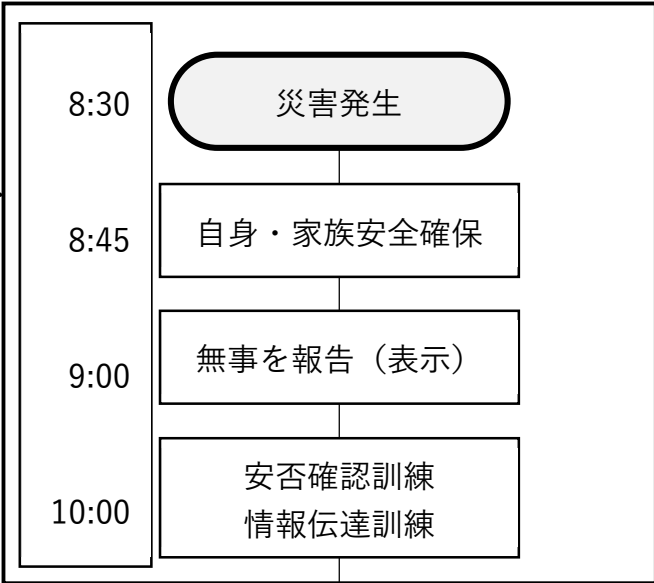 8:30
災害発生
8:45
自身・家族安全確保
9:00
無事を報告（表示）
10:00
安否確認訓練
情報伝達訓練